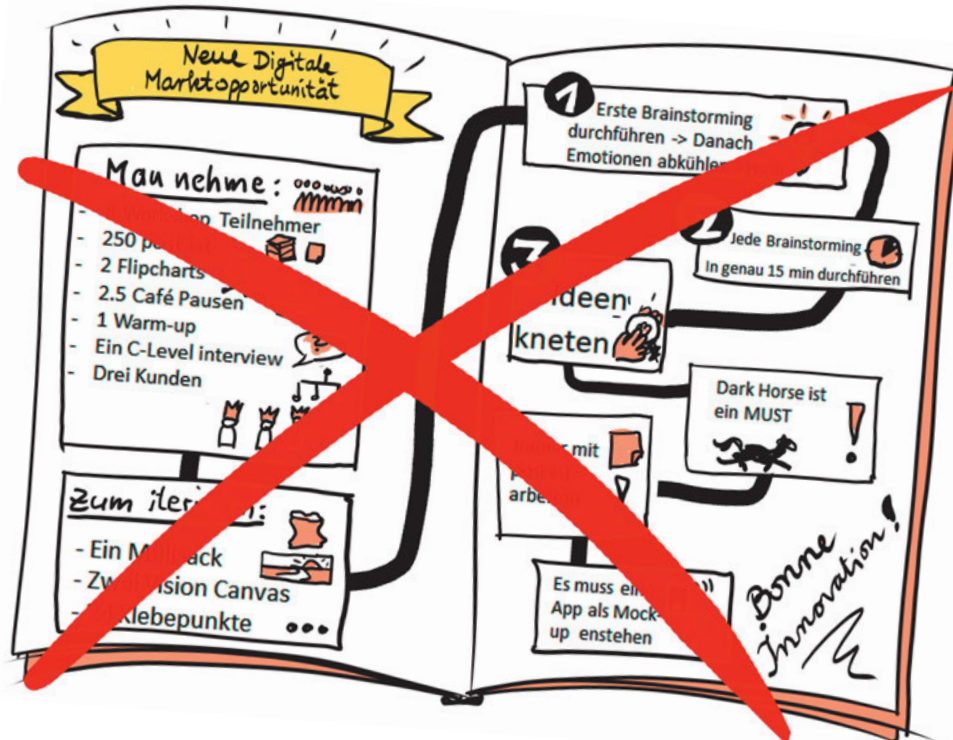 Neue Digitale
Marktopportunität
Man nehme:
- Workshop Teilnehmer
- 250
- 2 Flipcharts
- 2.5 Café Pausen
- 1 Warm-up
- Ein C-Level interview
- Drei Kunden
Zum
- Ein
- Vision Canvas
- Klebepunkte
1
Erste Brainstorming
durchführen -> Danach
Emotionen abkühlen
2
Jede Brainstorming
In genau 15 min durchführen
3
Ideen
kneten
Dark Horse ist
ein MUST
mit
Es muss
App als Mock-
up enstehen
Bonne
Innovation!